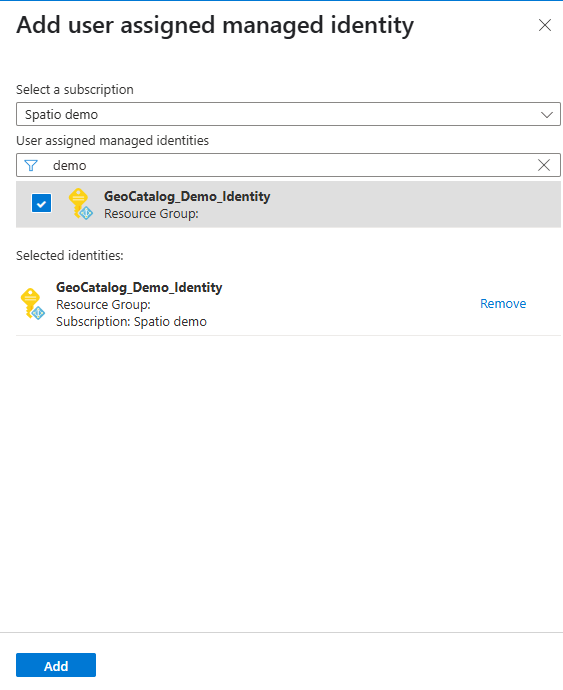 Add user assigned managed identity
Select a subscription
Spatio demo
User assigned managed identities
demo
GeoCatalog_Demo_Identity
Resource Group:
Selected identities:
GeoCatalog_Demo_Identity
Resource Group:
Remove
Subscription: Spatio demo
Add